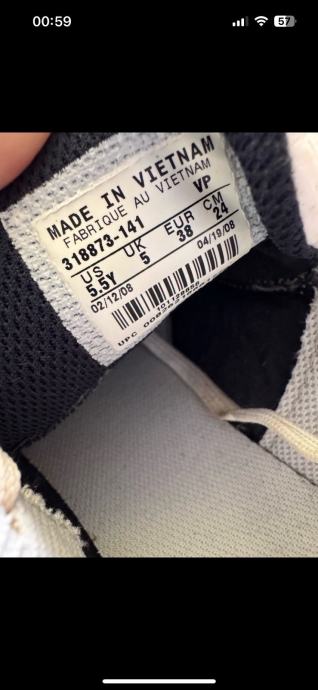 00:59
57
MADE IN VIETNAM
FABRIQUE AU VIETNAM
318873-141 VP
US UK EUR CM
5.5Y 5 38 24
02/12/08 04/19/08
UPC